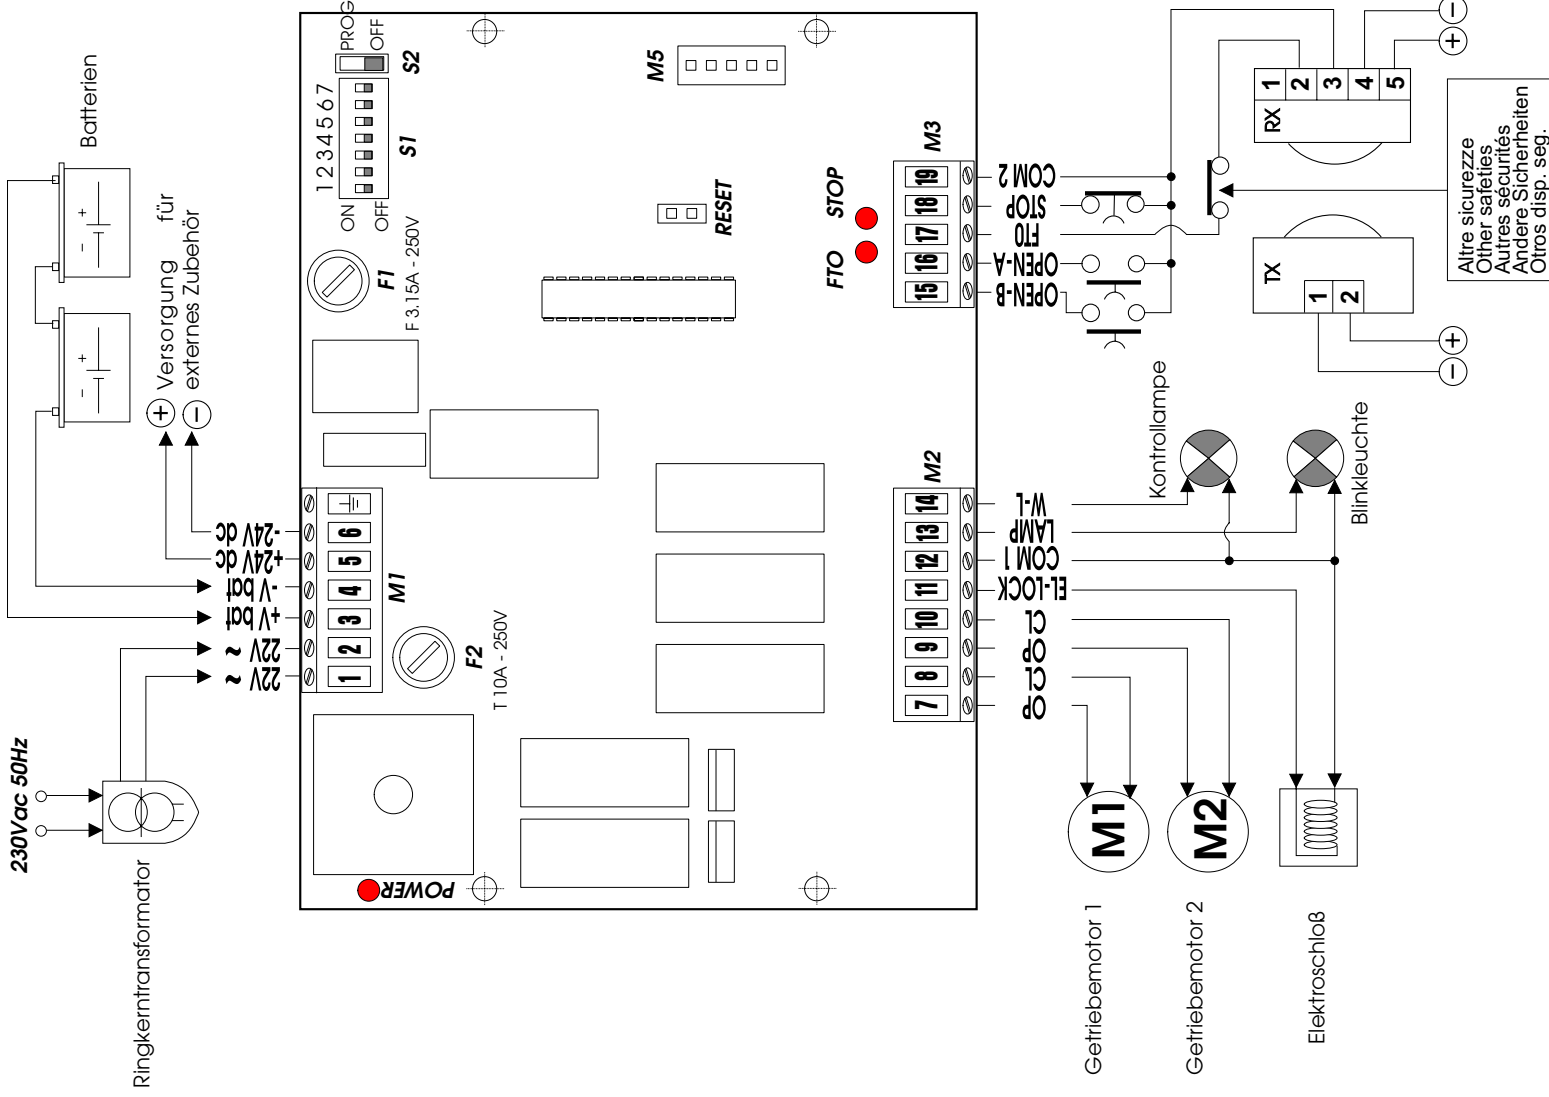 230Vac 50Hz
Ringkerntransformator
Batterien
- +
- +
+
-
Versorgung für
externes Zubehör
22V ~
22V ~
+V bat
-V bat
+24V dc
-24V dc
1
2
3
4
5
6
M1
F2
T 10A - 250V
F1
F 3.15A - 250V
ON
OFF
1 2 3 4 5 6 7
S1
PROG
OFF
S2
M5
RESET
POWER
FTO
STOP
M2
7
8
9
10
11
12
13
14
OP
CL
OP
CL
EL-LOCK
COM 1
LAMP
W-L
M3
15
16
17
18
19
OPEN-B
OPEN-A
FTO
STOP
COM 2
M1
Getriebemotor 1
M2
Getriebemotor 2
Elektroschloß
Kontrollampe
Blinkleuchte
TX
1
2
-
+
RX
1
2
3
4
5
+
-
Altre sicurezze
Other safeties
Autres sécurités
Andere Sicherheiten
Otros disp. seg.